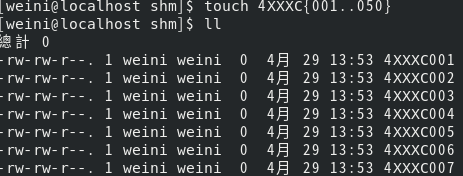 [weini@localhost shm]$ touch 4XXXC{001..050}
[weini@localhost shm]$ ll
總計 0
-rw-rw-r--. 1 weini weini  0  4月  29 13:53 4XXXC001
-rw-rw-r--. 1 weini weini  0  4月  29 13:53 4XXXC002
-rw-rw-r--. 1 weini weini  0  4月  29 13:53 4XXXC003
-rw-rw-r--. 1 weini weini  0  4月  29 13:53 4XXXC004
-rw-rw-r--. 1 weini weini  0  4月  29 13:53 4XXXC005
-rw-rw-r--. 1 weini weini  0  4月  29 13:53 4XXXC006
-rw-rw-r--. 1 weini weini  0  4月  29 13:53 4XXXC007